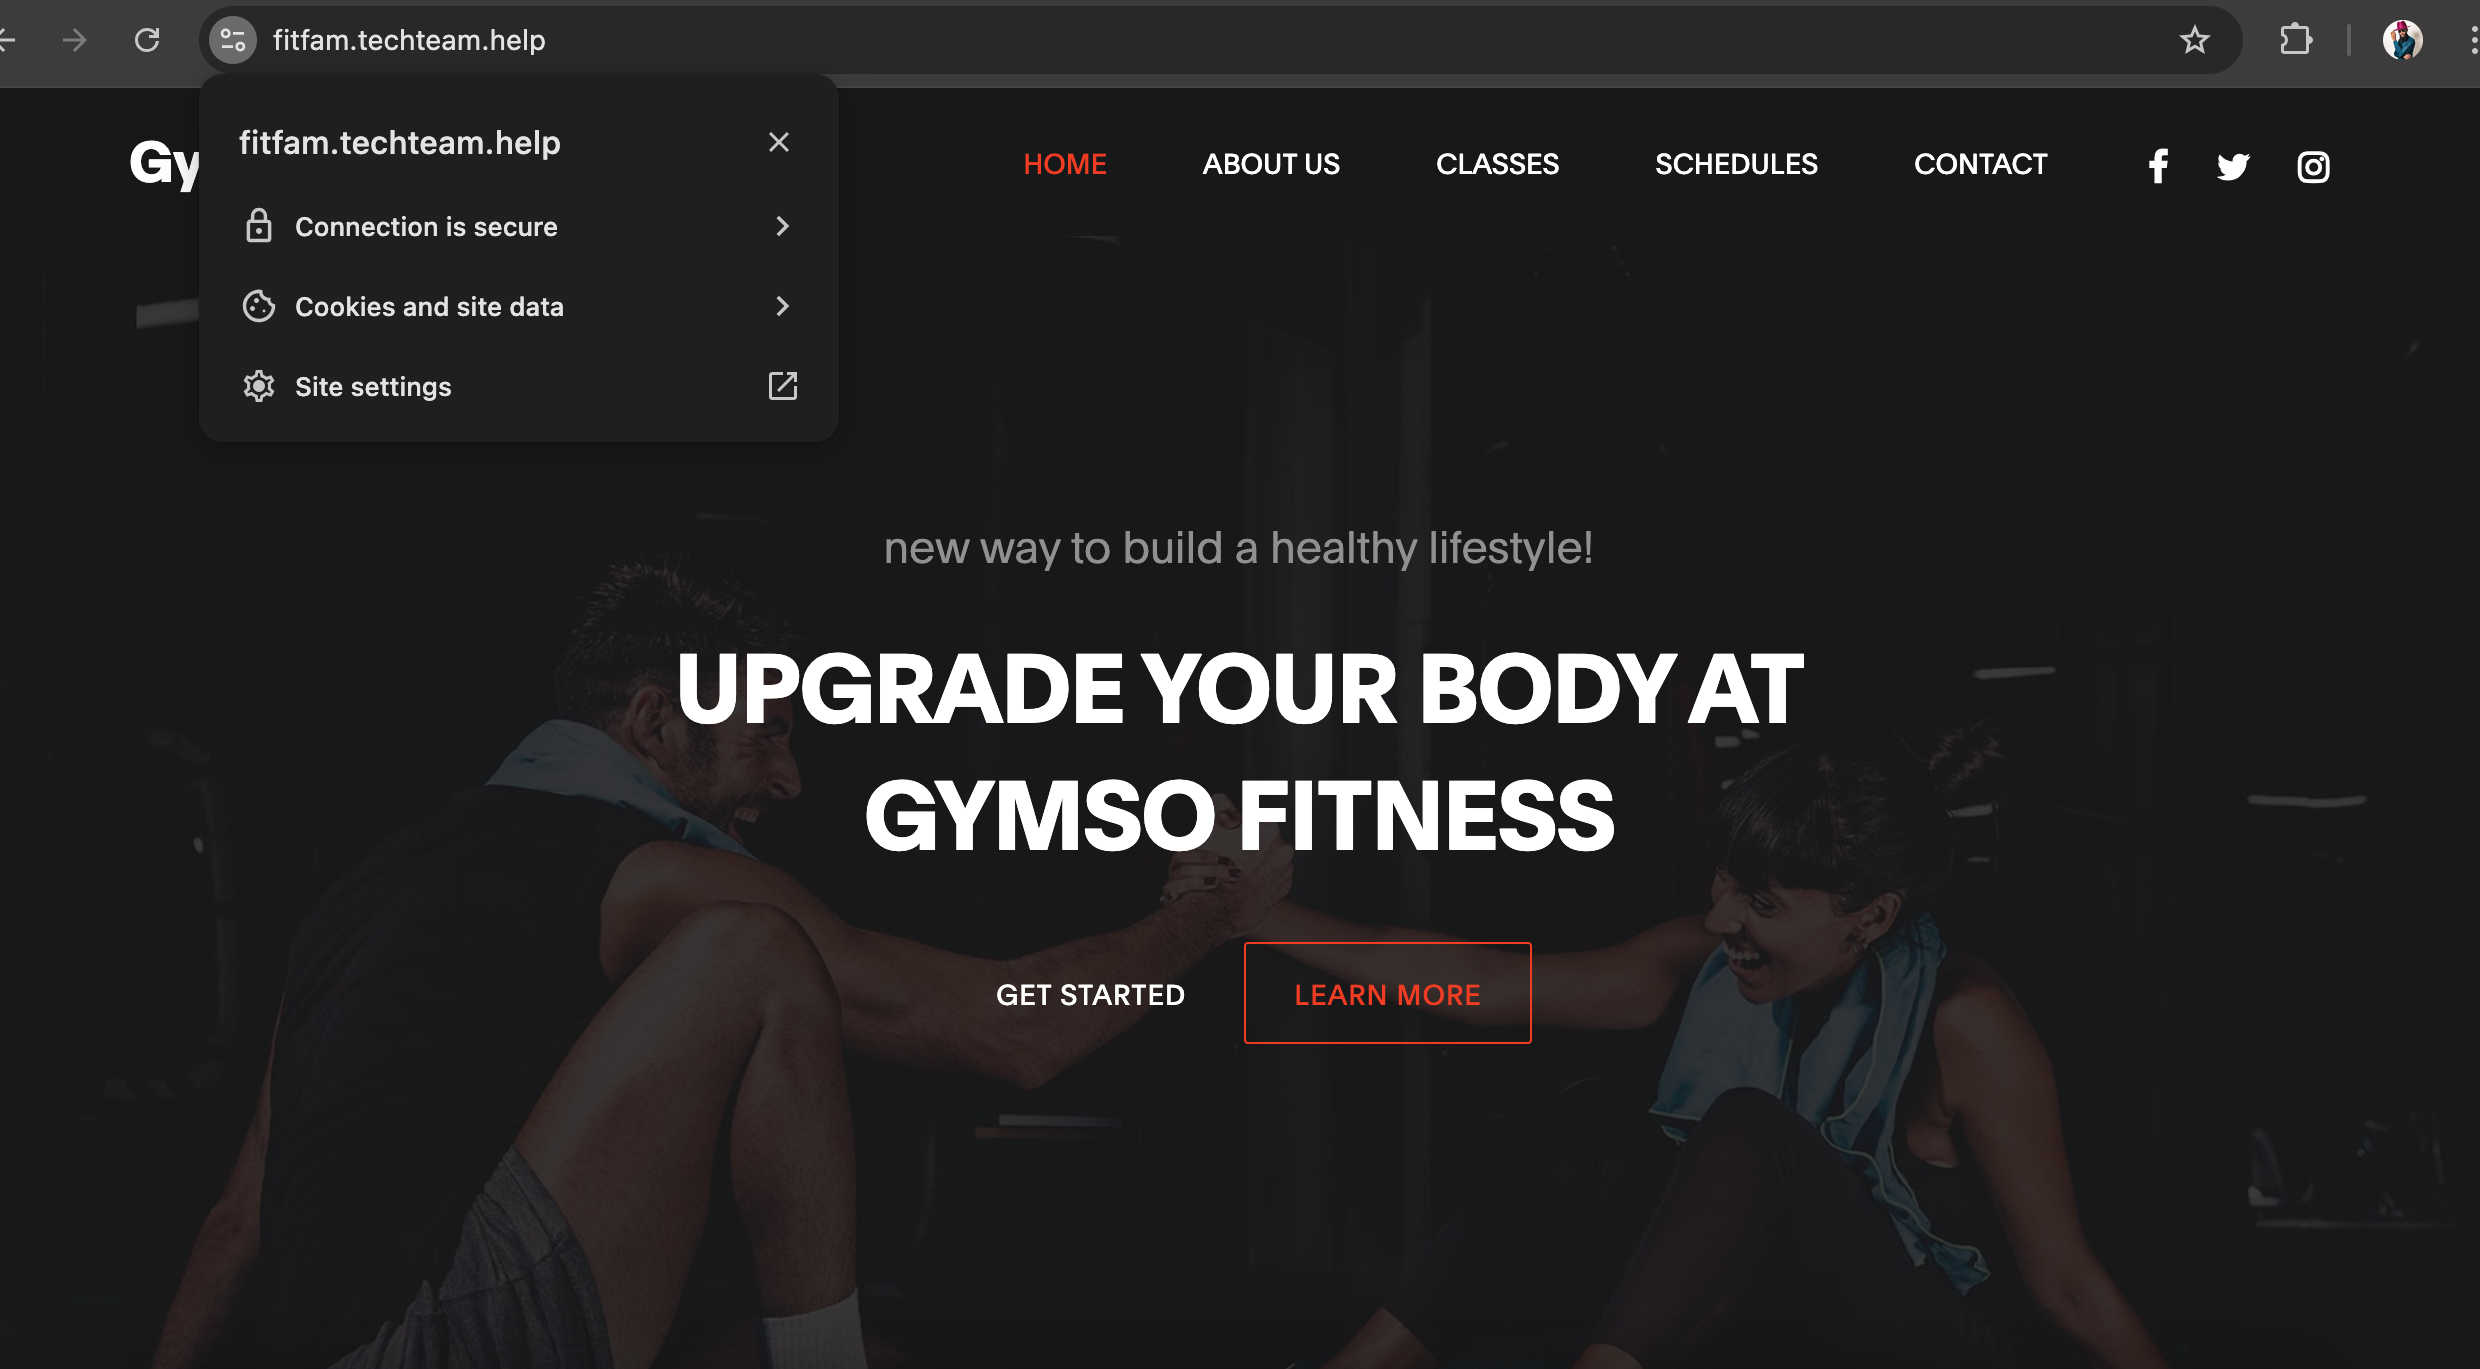 fitfam.techteam.help
fitfam.techteam.help
Connection is secure
Cookies and site data
Site settings
Gy
HOME ABOUT US CLASSES SCHEDULES CONTACT
new way to build a healthy lifestyle!
UPGRADE YOUR BODY AT
GYMSO FITNESS
GET STARTED LEARN MORE